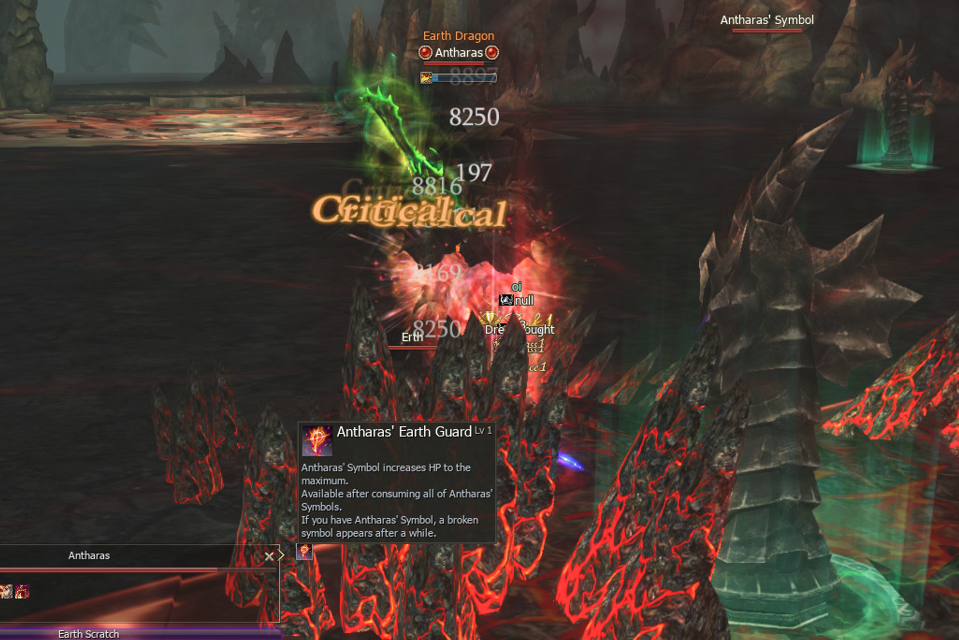 Antharas' Symbol
Earth Dragon
Antharas
8897
8250
197
8816
Critical
8169
oi
null
8250
Erth
Antharas' Earth Guard Lv 1
Antharas' Symbol increases HP to the
maximum.
Available after consuming all of Antharas'
Symbols.
If you have Antharas' Symbol, a broken
symbol appears after a while.
Antharas
Earth Scratch